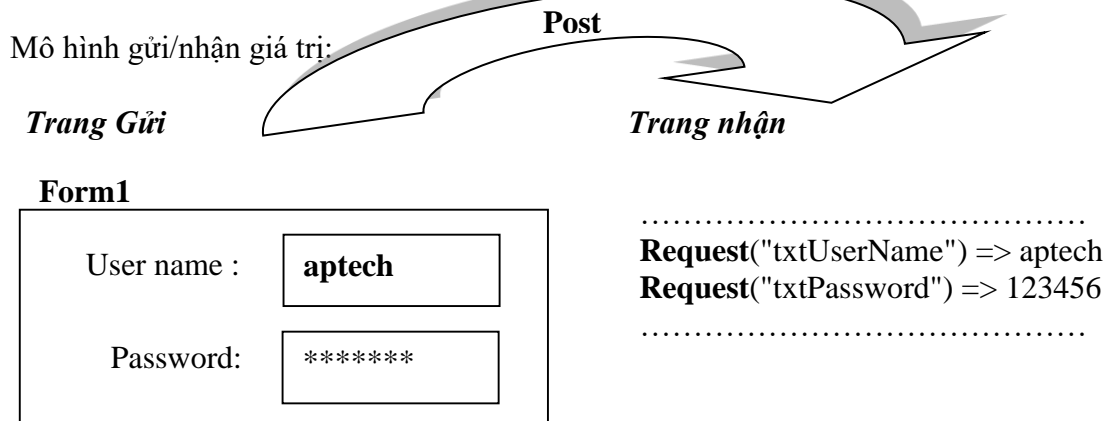 Post
Mô hình gửi/nhận giá trị:
Trang Gửi
Trang nhận
Form1
User name :
aptech
Password:
*******
……………………………………
Request("txtUserName") => aptech
Request("txtPassword") => 123456
……………………………………